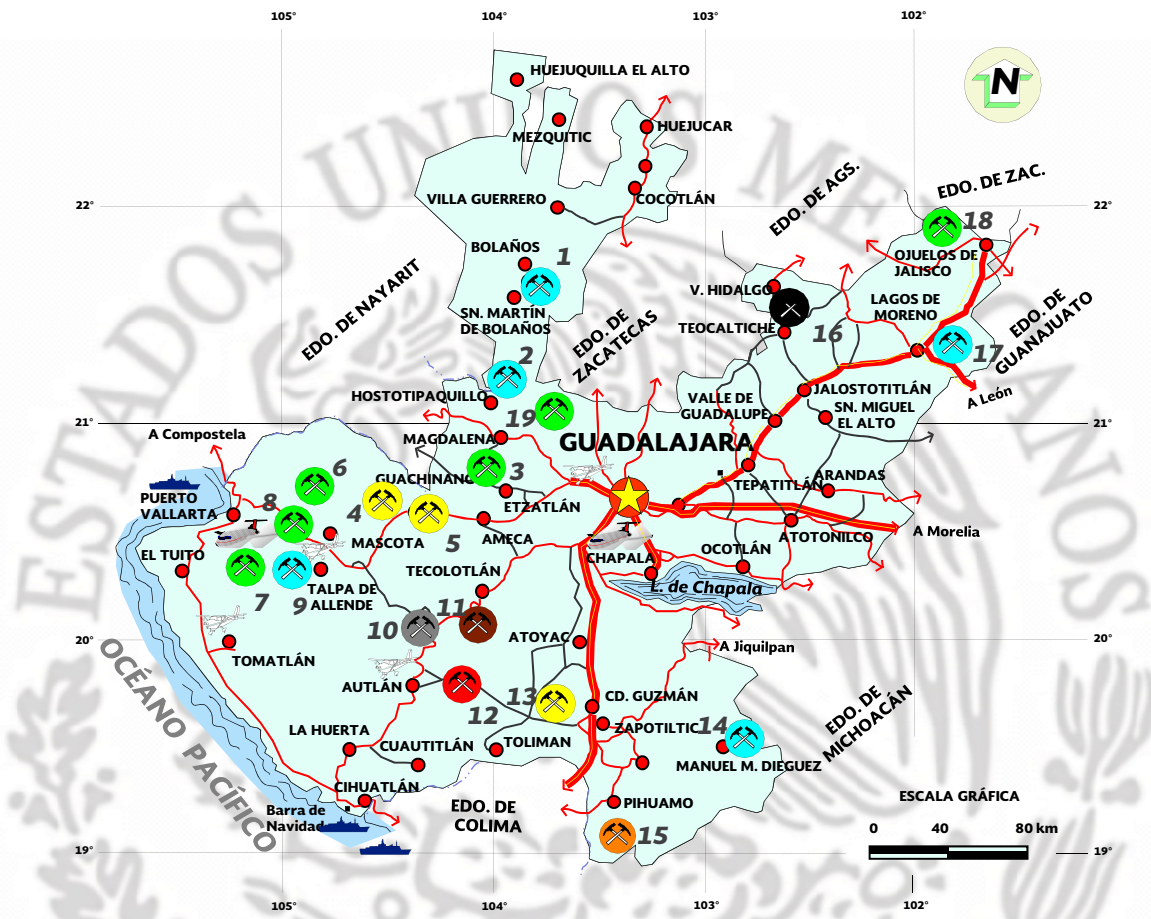 105°
104°
103°
102°
N
HUEJUQUILLA EL ALTO
MEZQUITIC
HUEJUCAR
VILLA GUERRERO
COCOTLÁN
EDO. DE AGS.
EDO. DE ZAC.
22°
22°
18
BOLAÑOS
1
OJUELOS DE
JALISCO
EDO. DE NAYARIT
V. HIDALGO
SN. MARTÍN
DE BOLAÑOS
LAGOS DE
MORENO
TEOCALTICHE
16
EDO. DE
ZACATECAS
EDO. DE
GUANAJUATO
17
2
HOSTOTIPAQUILLO
JALOSTOTITLÁN
A León
VALLE DE
GUADALUPE
SN. MIGUEL
EL ALTO
19
21°
21°
A Compostela
MAGDALENA
GUADALAJARA
6
GUACHINANG
3
TEPATITLÁN
ARANDAS
PUERTO
VALLARTA
8
4
ETZATLÁN
5
MASCOTA
AMECA
ATOTONILCO
A Morelia
EL TUITO
OCOTLÁN
CHAPALA
TECOLOTLÁN
L. de Chapala
7
9
TALPA DE
ALLENDE
10
11
ATOYAC
20°
20°
A Jiquilpan
TOMATLÁN
AUTLÁN
12
13
CD. GUZMÁN
ZAPOTILTIC
14
EDO. DE
MICHOACÁN
LA HUERTA
CUAUTITLÁN
TOLIMAN
MANUEL M. DIEGUEZ
OCÉANO PACÍFICO
CIHUATLÁN
Barra de
Navidad
EDO. DE
COLIMA
PIHUAMO
15
ESCALA GRÁFICA
0
40
80 km
19°
19°
105°
104°
103°
102°
ESTADOS UNIDOS MEXICANOS